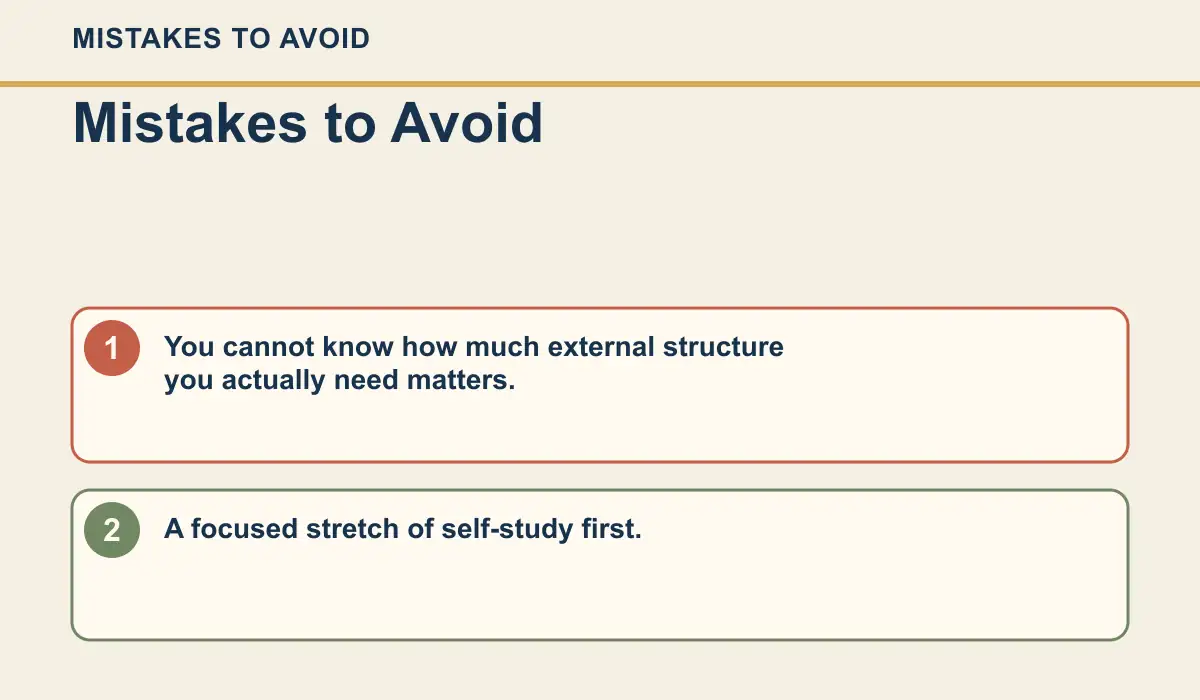 MISTAKES TO AVOID
Mistakes to Avoid
1
You cannot know how much external structure
you actually need matters.
2
A focused stretch of self-study first.